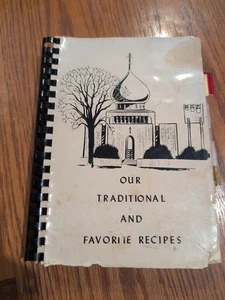 OUR
TRADITIONAL
AND
FAVORITE RECIPES